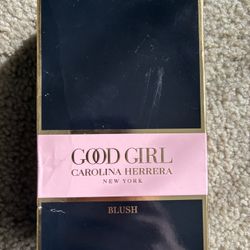 GOOD GIRL
CAROLINA HERRERA
NEW YORK
BLUSH